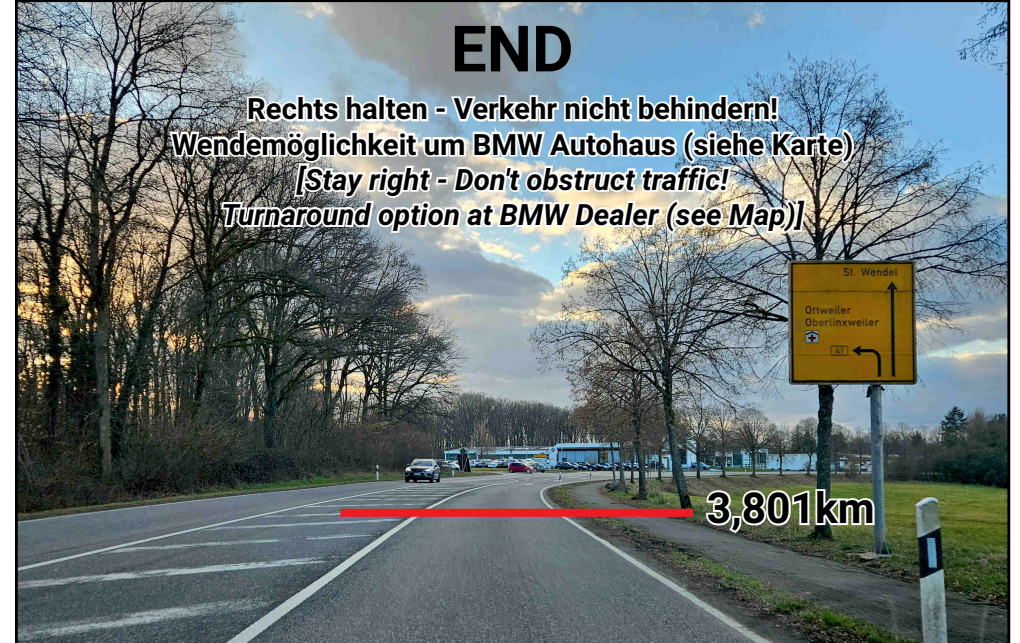 END
Rechts halten - Verkehr nicht behindern!
Wendemöglichkeit um BMW Autohaus (siehe Karte)
[Stay right - Don't obstruct traffic!
Turnaround option at BMW Dealer (see Map)]
St. Wendel
Ottweiler
Oberlinxweiler
41
3,801km